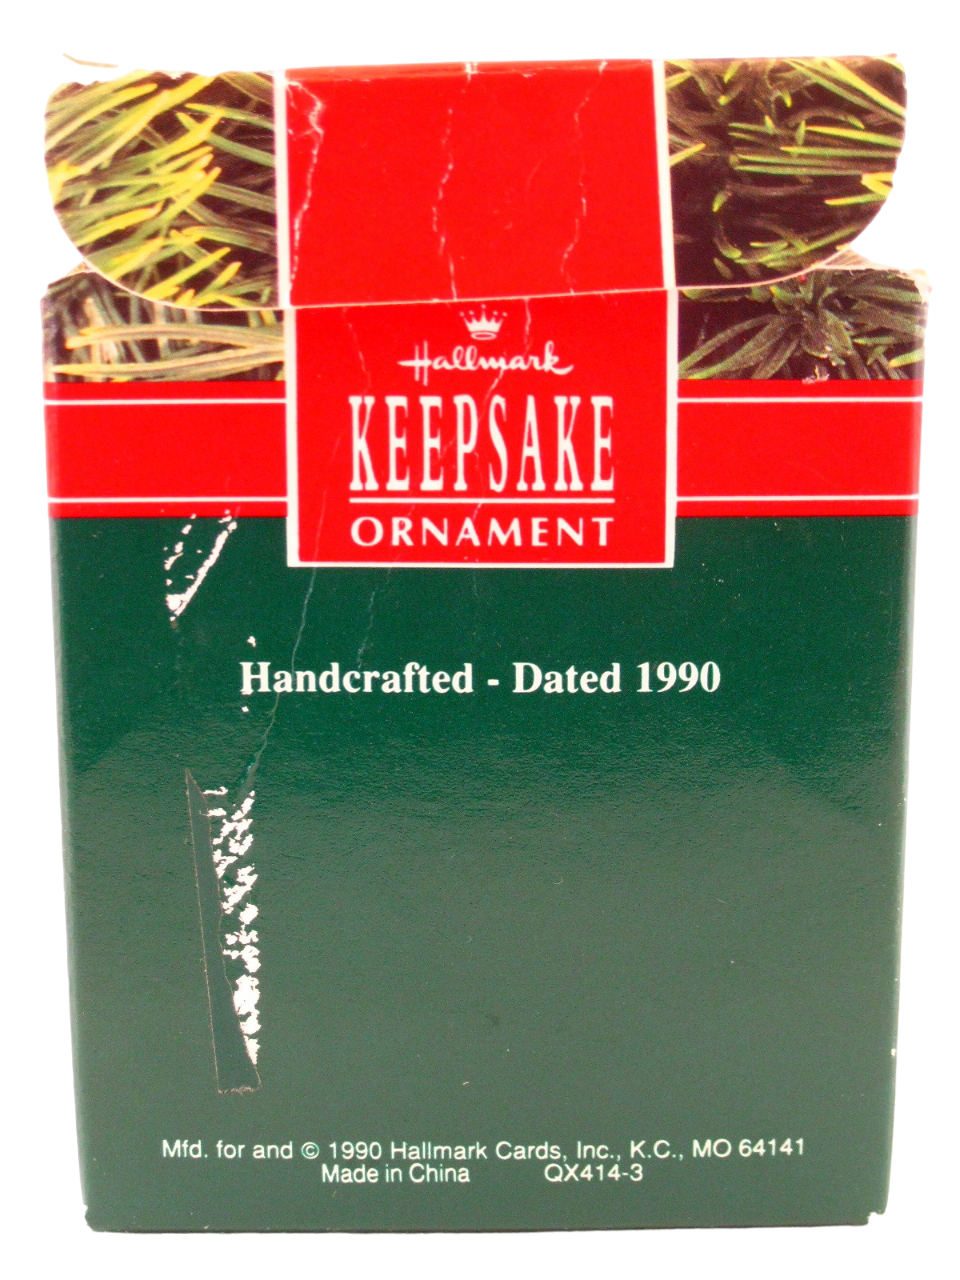 Hallmark
KEEPSAKE
ORNAMENT
Handcrafted - Dated 1990
Mfd. for and © 1990 Hallmark Cards, Inc., K.C., MO 64141
Made in China QX414-3